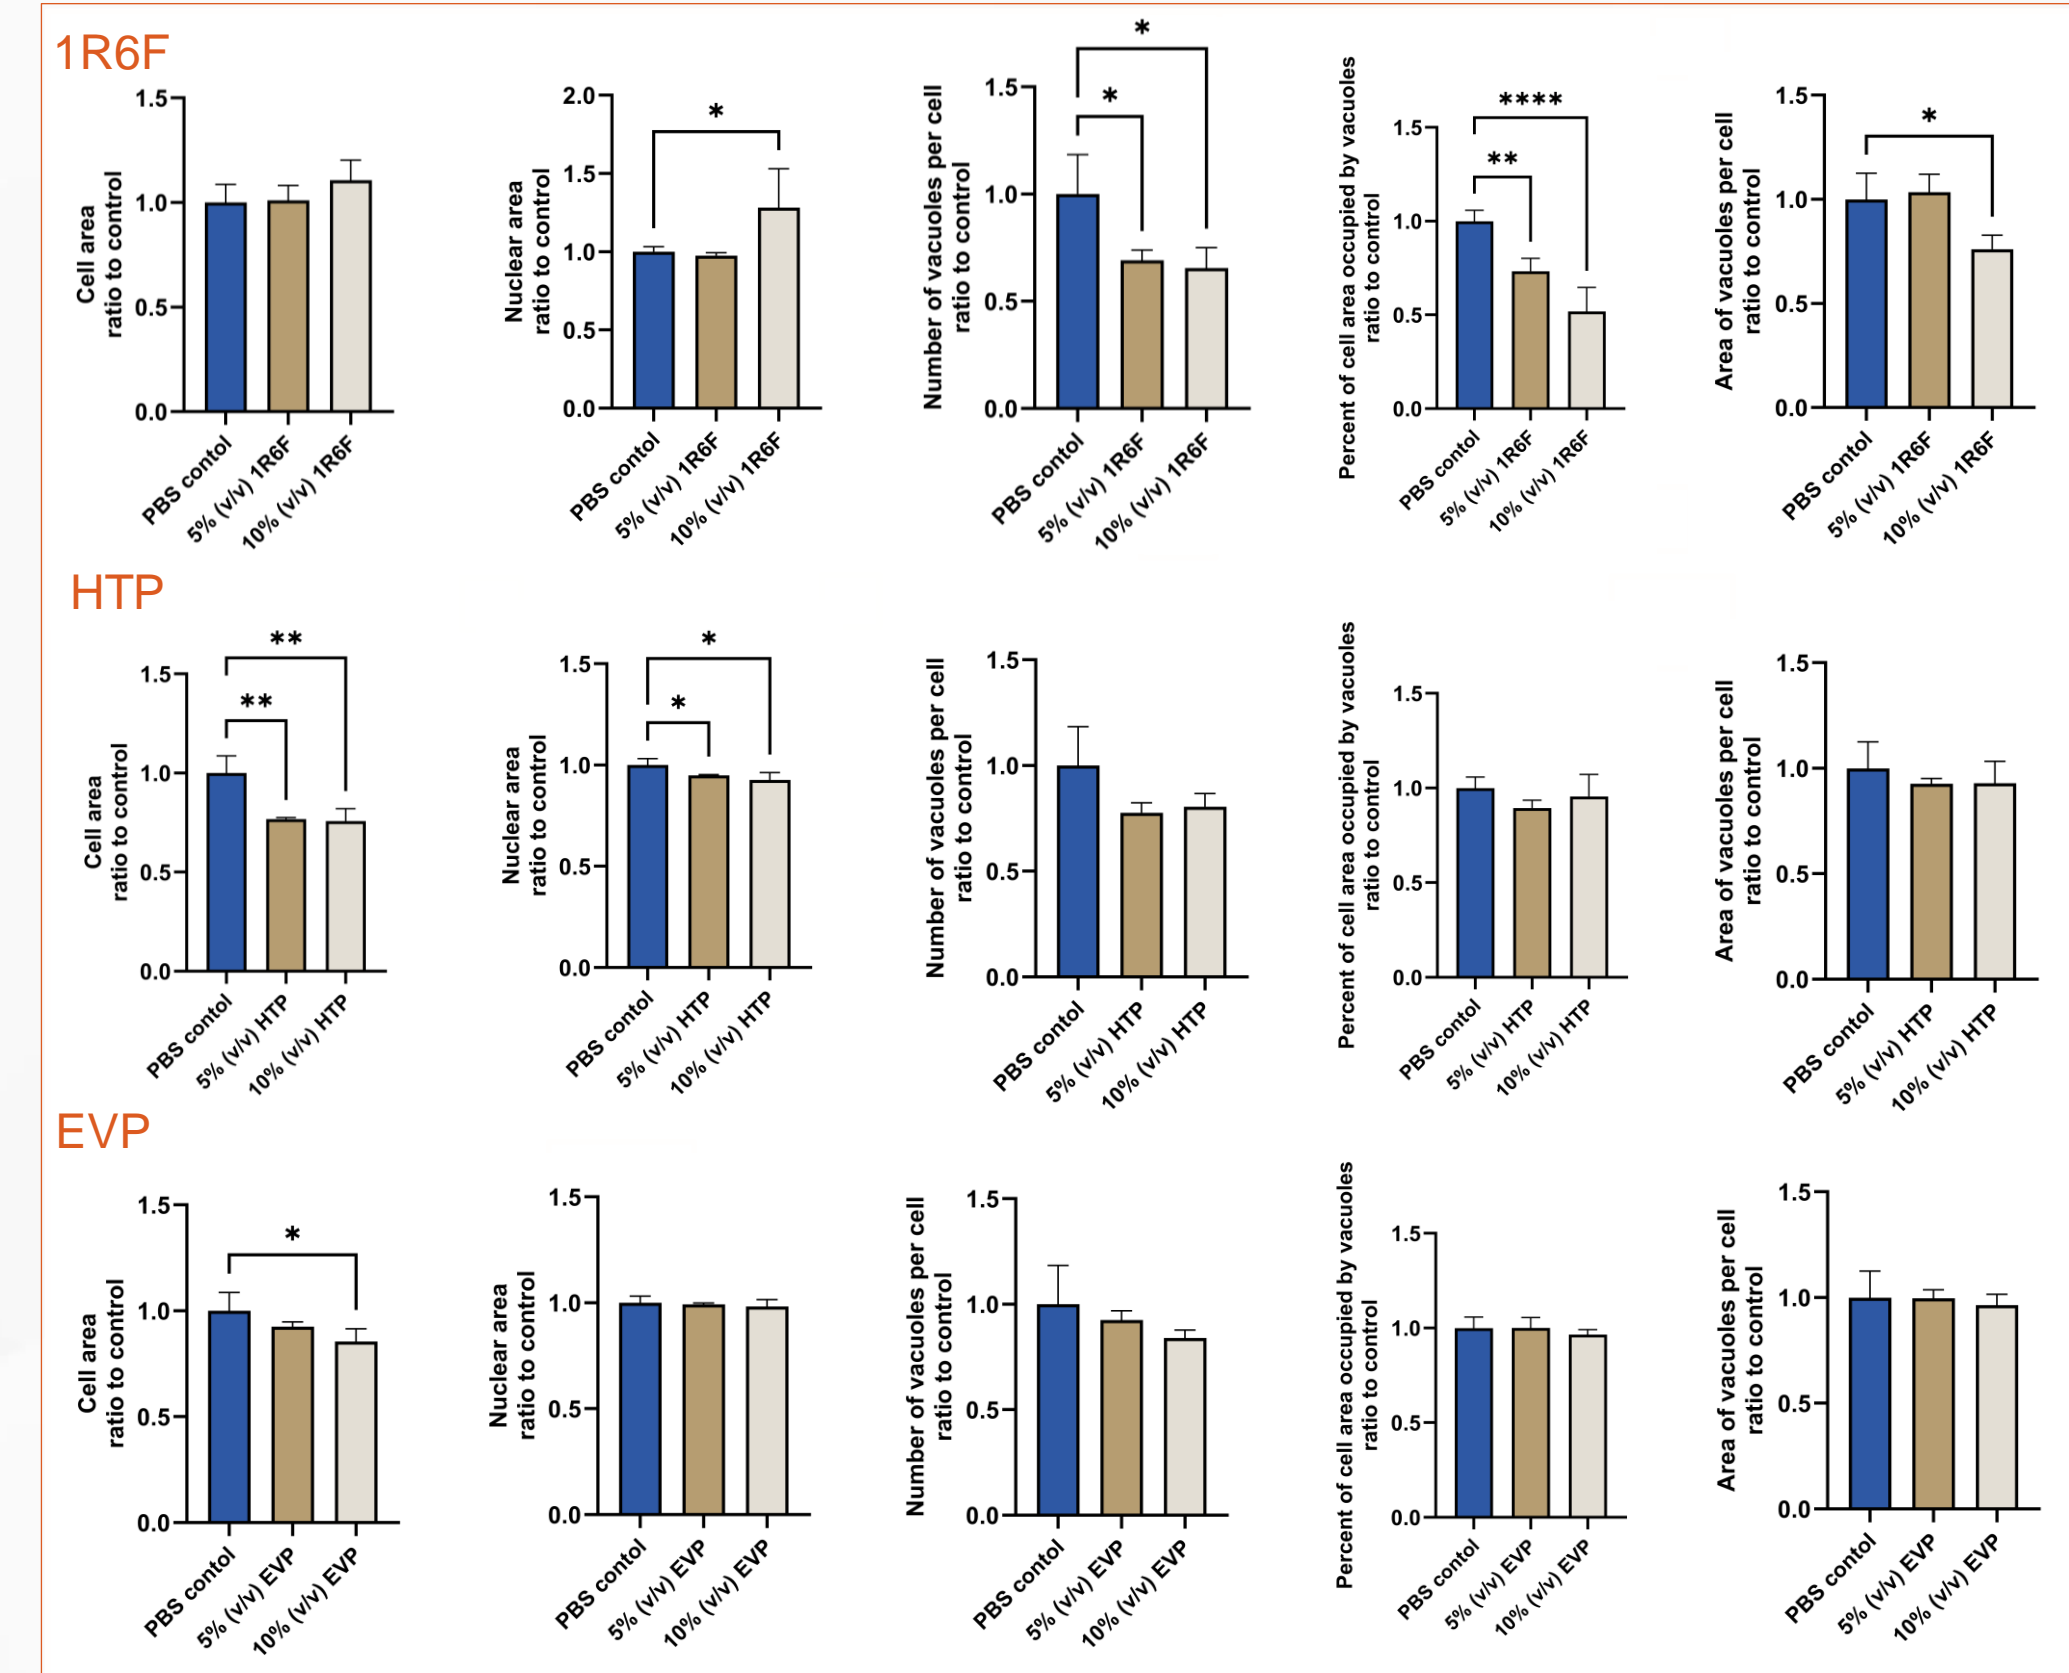 1R6F
Cell area
ratio to control
1.5
1.0
0.5
0.0
PBS contol
5% (v/v) 1R6F
10% (v/v) 1R6F
Nuclear area
ratio to control
2.0
1.5
1.0
0.5
0.0
*
PBS contol
5% (v/v) 1R6F
10% (v/v) 1R6F
Number of vacuoles per cell
ratio to control
1.5
1.0
0.5
0.0
*
*
PBS contol
5% (v/v) 1R6F
10% (v/v) 1R6F
Percent of cell area occupied by vacuoles
ratio to control
1.5
1.0
0.5
0.0
****
**
PBS contol
5% (v/v) 1R6F
10% (v/v) 1R6F
Area of vacuoles per cell
ratio to control
1.5
1.0
0.5
0.0
*
PBS contol
5% (v/v) 1R6F
10% (v/v) 1R6F
HTP
Cell area
ratio to control
1.5
1.0
0.5
0.0
**
**
PBS contol
5% (v/v) HTP
10% (v/v) HTP
Nuclear area
ratio to control
1.5
1.0
0.5
0.0
*
*
PBS contol
5% (v/v) HTP
10% (v/v) HTP
Number of vacuoles per cell
ratio to control
1.5
1.0
0.5
0.0
PBS contol
5% (v/v) HTP
10% (v/v) HTP
Percent of cell area occupied by vacuoles
ratio to control
1.5
1.0
0.5
0.0
PBS contol
5% (v/v) HTP
10% (v/v) HTP
Area of vacuoles per cell
ratio to control
1.5
1.0
0.5
0.0
PBS contol
5% (v/v) HTP
10% (v/v) HTP
EVP
Cell area
ratio to control
1.5
1.0
0.5
0.0
*
PBS contol
5% (v/v) EVP
10% (v/v) EVP
Nuclear area
ratio to control
1.5
1.0
0.5
0.0
PBS contol
5% (v/v) EVP
10% (v/v) EVP
Number of vacuoles per cell
ratio to control
1.5
1.0
0.5
0.0
PBS contol
5% (v/v) EVP
10% (v/v) EVP
Percent of cell area occupied by vacuoles
ratio to control
1.5
1.0
0.5
0.0
PBS contol
5% (v/v) EVP
10% (v/v) EVP
Area of vacuoles per cell
ratio to control
1.5
1.0
0.5
0.0
PBS contol
5% (v/v) EVP
10% (v/v) EVP